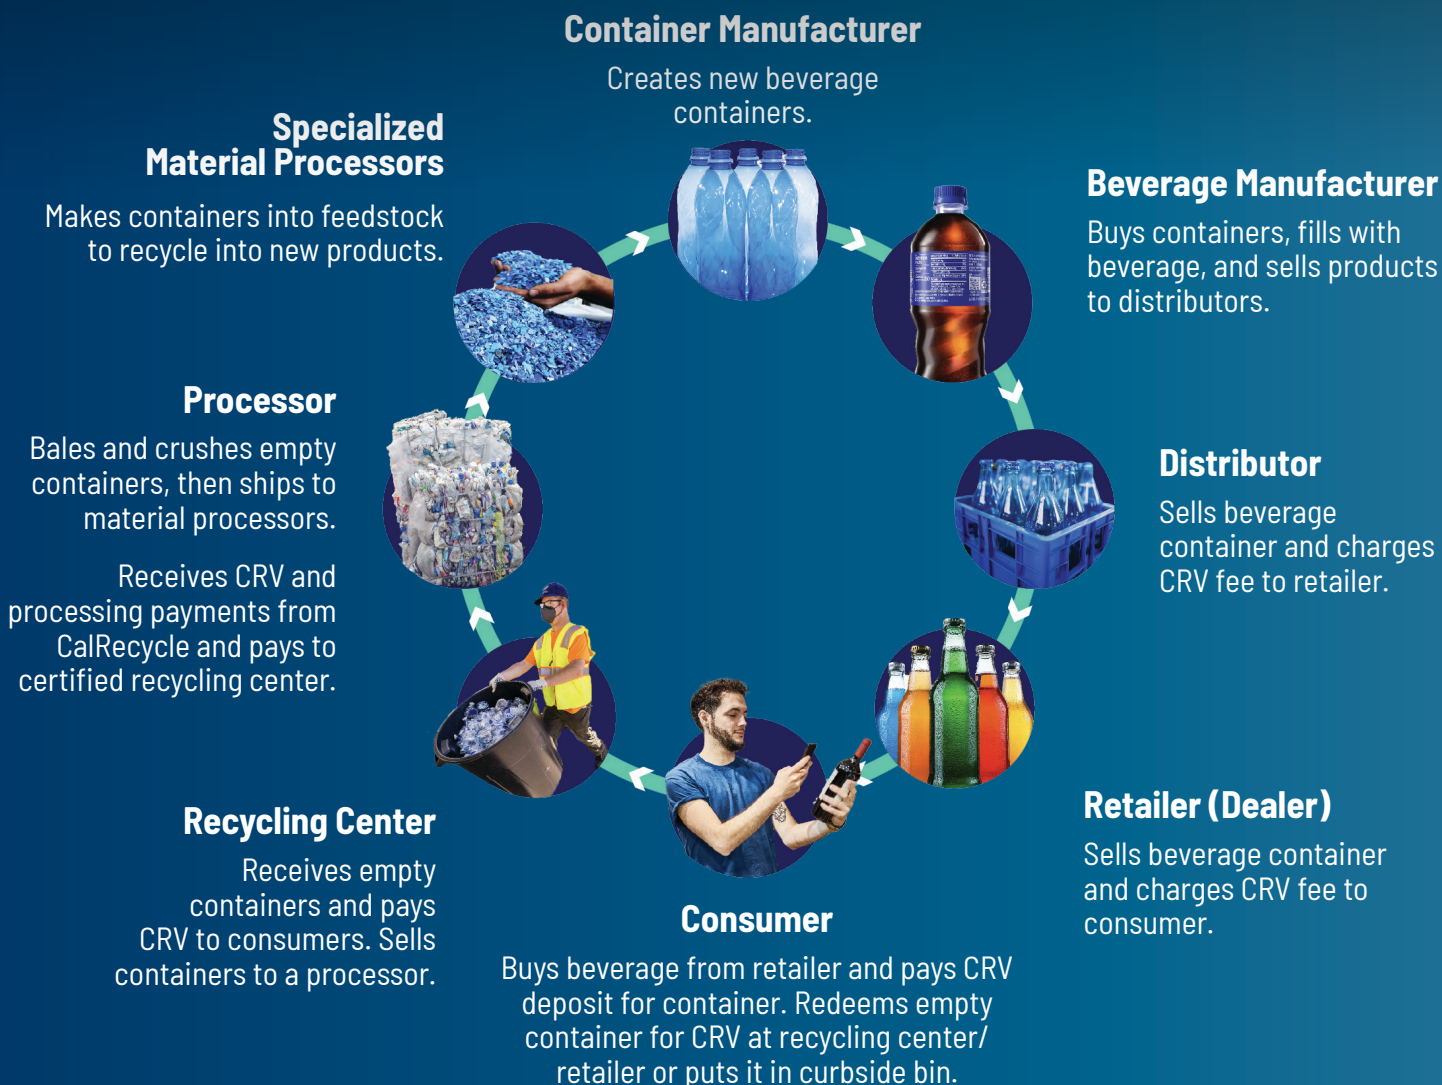 Container Manufacturer
Creates new beverage
containers.
Specialized
Material Processors
Makes containers into feedstock
to recycle into new products.
Beverage Manufacturer
Buys containers, fills with
beverage, and sells products
to distributors.
Processor
Bales and crushes empty
containers, then ships to
material processors.
Receives CRV and
processing payments from
CalRecycle and pays to
certified recycling center.
Distributor
Sells beverage
container and charges
CRV fee to retailer.
Recycling Center
Receives empty
containers and pays
CRV to consumers. Sells
containers to a processor.
Retailer (Dealer)
Sells beverage container
and charges CRV fee to
consumer.
Consumer
Buys beverage from retailer and pays CRV
deposit for container. Redeems empty
container for CRV at recycling center/
retailer or puts it in curbside bin.